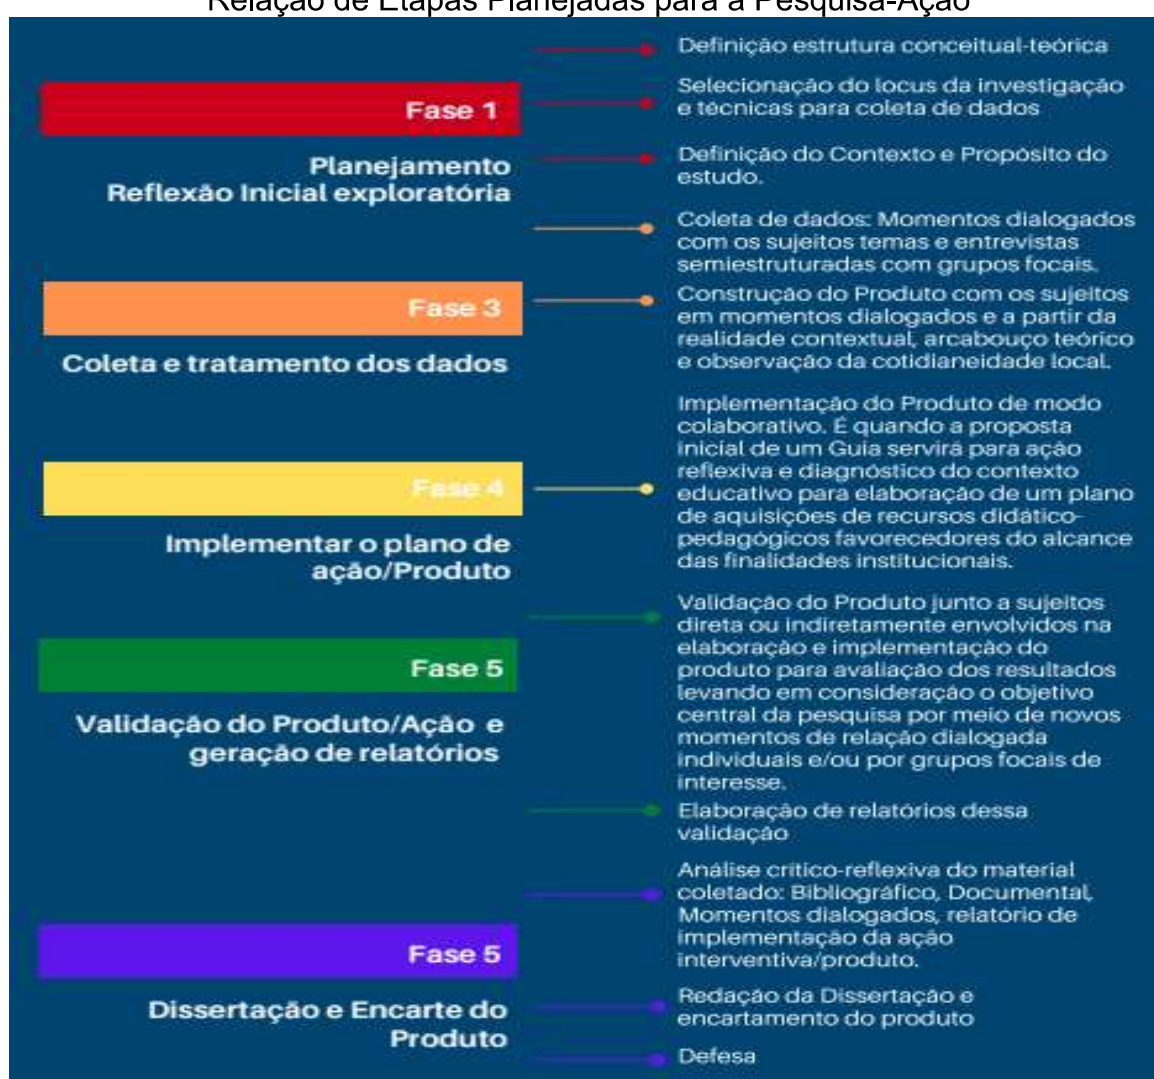 Relação de Etapas Planejadas para a Pesquisa-Ação
Definição estrutura conceitual-teórica
Fase 1
Selecionação do locus da investigação
e técnicas para coleta de dados
Planejamento
Reflexão Inicial exploratória
Definição do Contexto e Propósito do
estudo.
Coleta de dados: Momentos dialogados
com os sujeitos temas e entrevistas
semiestruturadas com grupos focais.
Fase 3
Coleta e tratamento dos dados
Construção do Produto com os sujeitos
em momentos dialogados e a partir da
realidade contextual, arcabouço teórico
e observação da cotidianeidade local.
Fase 4
Implementar o plano de
ação/Produto
Implementação do Produto de modo
colaborativo. É quando a proposta
inicial de um Guia servirá para ação
reflexiva e diagnóstico do contexto
educativo para elaboração de um plano
de aquisições de recursos didático-
pedagógicos favorecedores do alcance
das finalidades institucionais.
Fase 5
Validação do Produto/Ação e
geração de relatórios
Validação do Produto junto a sujeitos
direta ou indiretamente envolvidos na
elaboração e implementação do
produto para avaliação dos resultados
levando em consideração o objetivo
central da pesquisa por meio de novos
momentos de relação dialogada
individuais e/ou por grupos focais de
interesse.
Elaboração de relatórios dessa
validação
Fase 5
Dissertação e Encarte do
Produto
Análise crítico-reflexiva do material
coletado: Bibliográfico, Documental,
Momentos dialogados, relatório de
implementação da ação
interventiva/produto.
Redação da Dissertação e
encartamento do produto
Defesa